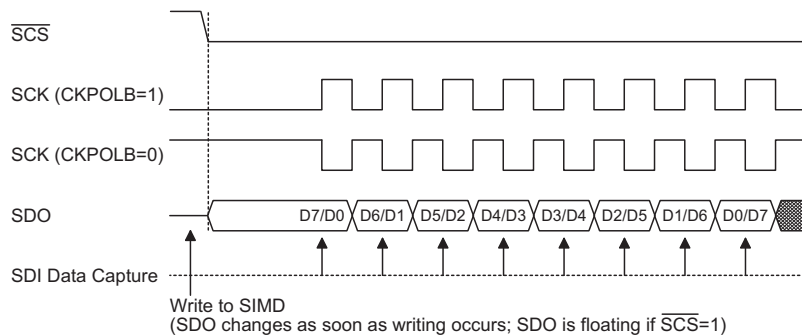 SCS
SCK (CKPOLB=1)
SCK (CKPOLB=0)
SDO D7/D0 D6/D1 D5/D2 D4/D3 D3/D4 D2/D5 D1/D6 D0/D7
SDI Data Capture
Write to SIMD
(SDO changes as soon as writing occurs; SDO is floating if SCS=1)